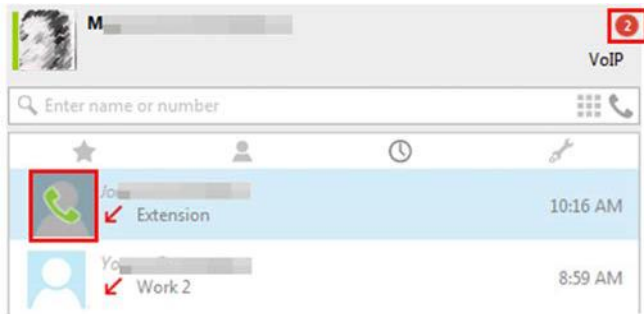 M
2
VoIP
Enter name or number
Jo
Extension
10:16 AM
Yo
Work 2
8:59 AM